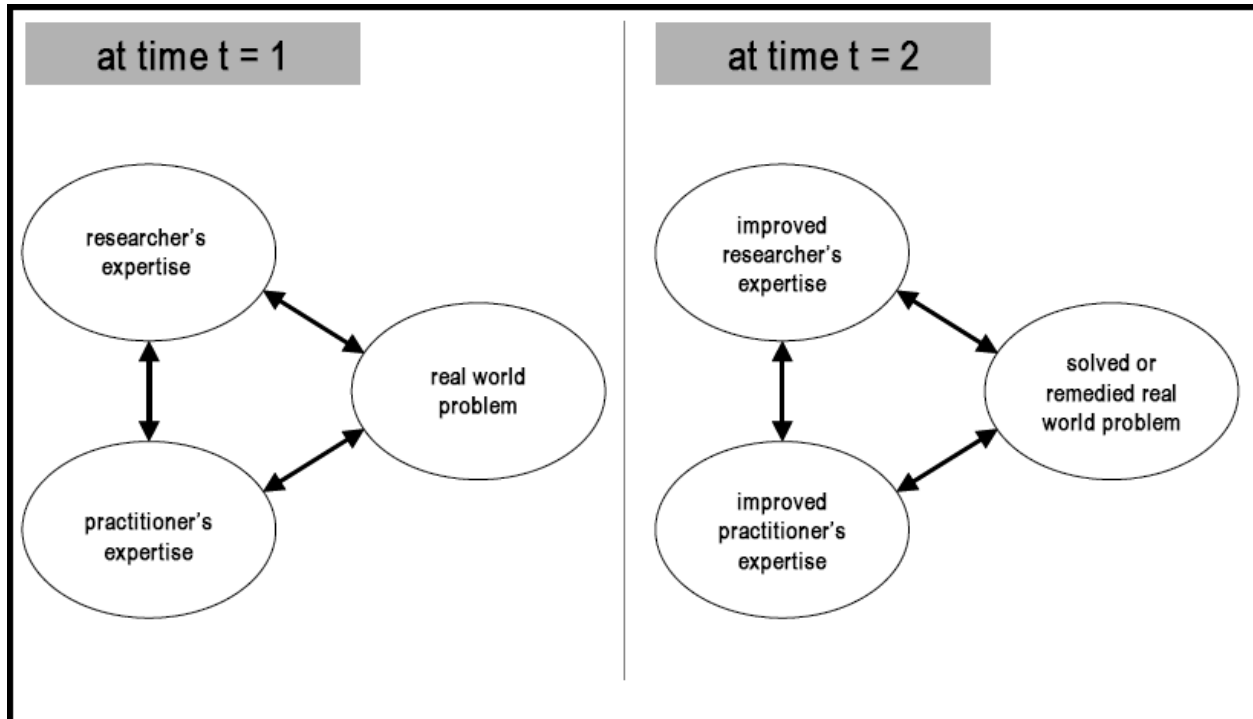 at time t = 1
researcher's
expertise
real world
problem
practitioner's
expertise
at time t = 2
improved
researcher's
expertise
solved or
remedied real
world problem
improved
practitioner's
expertise